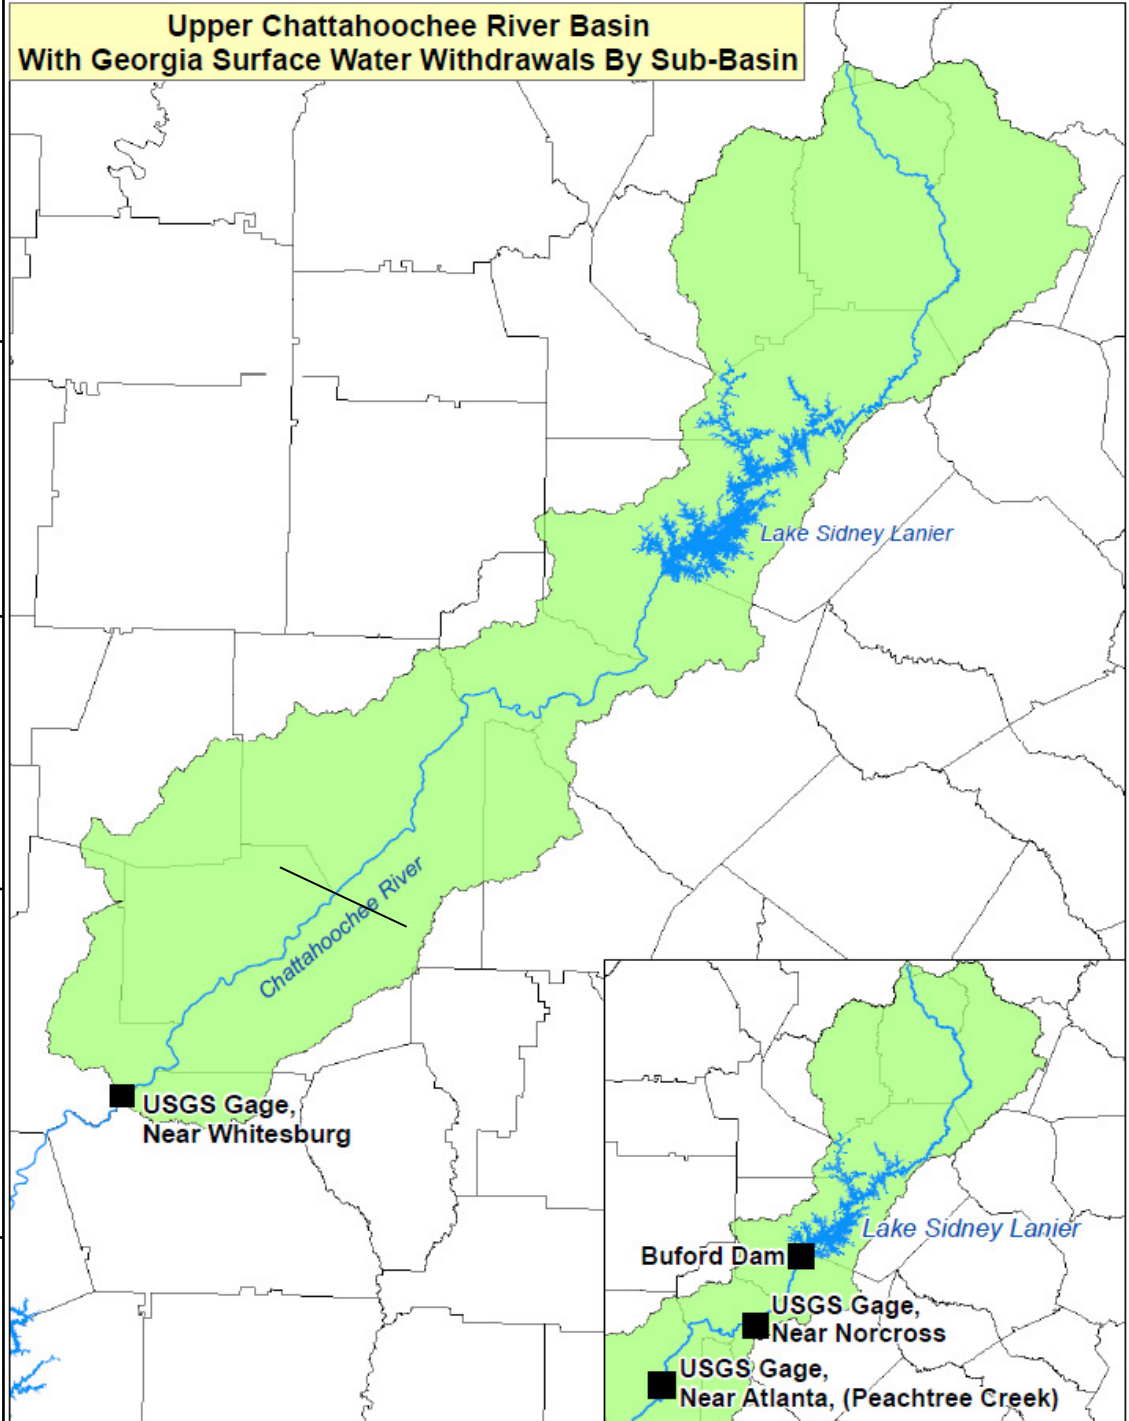 Upper Chattahoochee River Basin
With Georgia Surface Water Withdrawals By Sub-Basin
Lake Sidney Lanier
Chattahoochee River
USGS Gage,
Near Whitesburg
Lake Sidney Lanier
Buford Dam
USGS Gage,
Near Norcross
USGS Gage,
Near Atlanta, (Peachtree Creek)